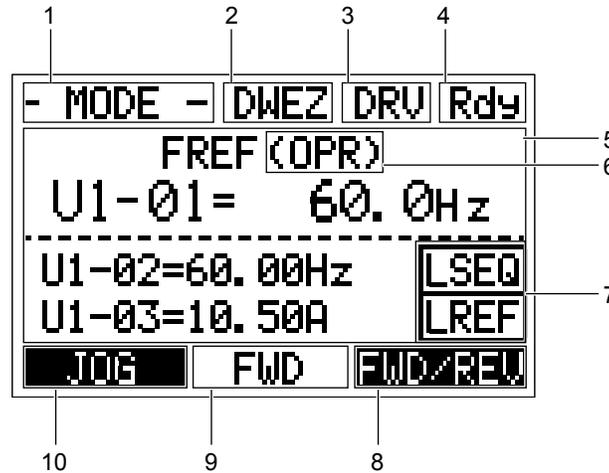 1 2 3 4
- MODE - DWEZ DRV Rdy
5
FREF (OPR)
6
U1-01= 60.0Hz
U1-02=60.00Hz LSEQ
7
U1-03=10.50A LREF
JOG FWD FWD/REV
10 9 8